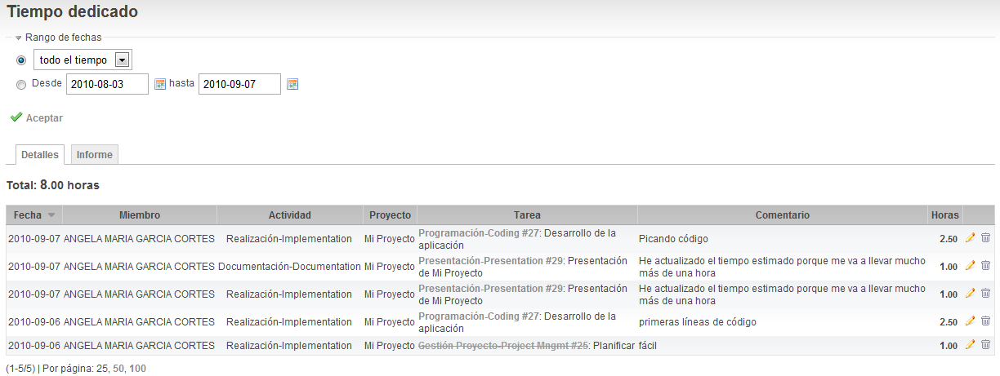 Tiempo dedicado
Rango de fechas
todo el tiempo
Desde 2010-08-03 hasta 2010-09-07
Aceptar
Detalles Informe
Total: 8.00 horas
Fecha Miembro Actividad Proyecto Tarea Comentario Horas
2010-09-07 ANGELA MARIA GARCIA CORTES Realización-Implementation Mi Proyecto Programación-Coding #27: Desarrollo de la Picando código 2.50
aplicación
2010-09-07 ANGELA MARIA GARCIA CORTES Documentación-Documentation Mi Proyecto Presentación-Presentation #29: Presentación He actualizado el tiempo estimado porque me va a llevar mucho 1.00
de Mi Proyecto más de una hora
2010-09-07 ANGELA MARIA GARCIA CORTES Realización-Implementation Mi Proyecto Presentación-Presentation #29: Presentación He actualizado el tiempo estimado porque me va a llevar mucho 1.00
de Mi Proyecto más de una hora
2010-09-06 ANGELA MARIA GARCIA CORTES Realización-Implementation Mi Proyecto Programación-Coding #27: Desarrollo de la primeras líneas de código 2.50
aplicación
2010-09-06 ANGELA MARIA GARCIA CORTES Realización-Implementation Mi Proyecto Gestión Proyecto-Project Mngmt #25: Planificar fácil 1.00
(1-5/5) | Por página: 25, 50, 100